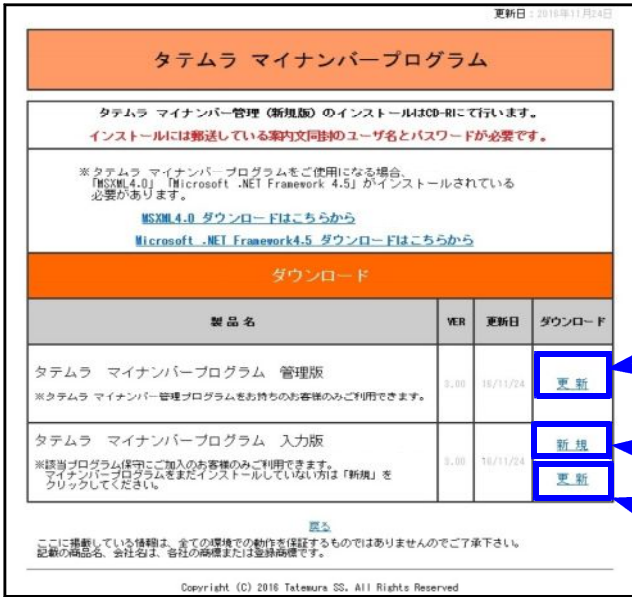 更新日：2016年11月24日
タテムラ マイナンバープログラム
タテムラ マイナンバー管理（新規版）のインストールはCD-Rにて行います。
インストールには郵送している案内文同封のユーザ名とパスワードが必要です。
※タテムラ マイナンバープログラムをご使用になる場合、
「MSXML4.0」「Microsoft .NET Framework 4.5」がインストールされている
必要があります。
MSXML4.0 ダウンロードはこちらから
Microsoft .NET Framework4.5 ダウンロードはこちらから
ダウンロード
製品名 VER 更新日 ダウンロード
タテムラ　マイナンバープログラム　管理版
※タテムラ マイナンバー管理プログラムをお持ちのお客様のみご利用できます。
3.00 16/11/24 更新
タテムラ　マイナンバープログラム　入力版
※該当プログラム保守にご加入のお客様のみご利用できます。
マイナンバープログラムをまだインストールしていない方は「新規」を
クリックしてください。
3.00 16/11/24 新規
更新
戻る
ここに掲載している情報は、全ての環境での動作を保証するものではありませんのでご了承下さい。
記載の商品名、会社名は、各社の商標または登録商標です。
Copyright (C) 2016 Tatemura SS. All Rights Reserved